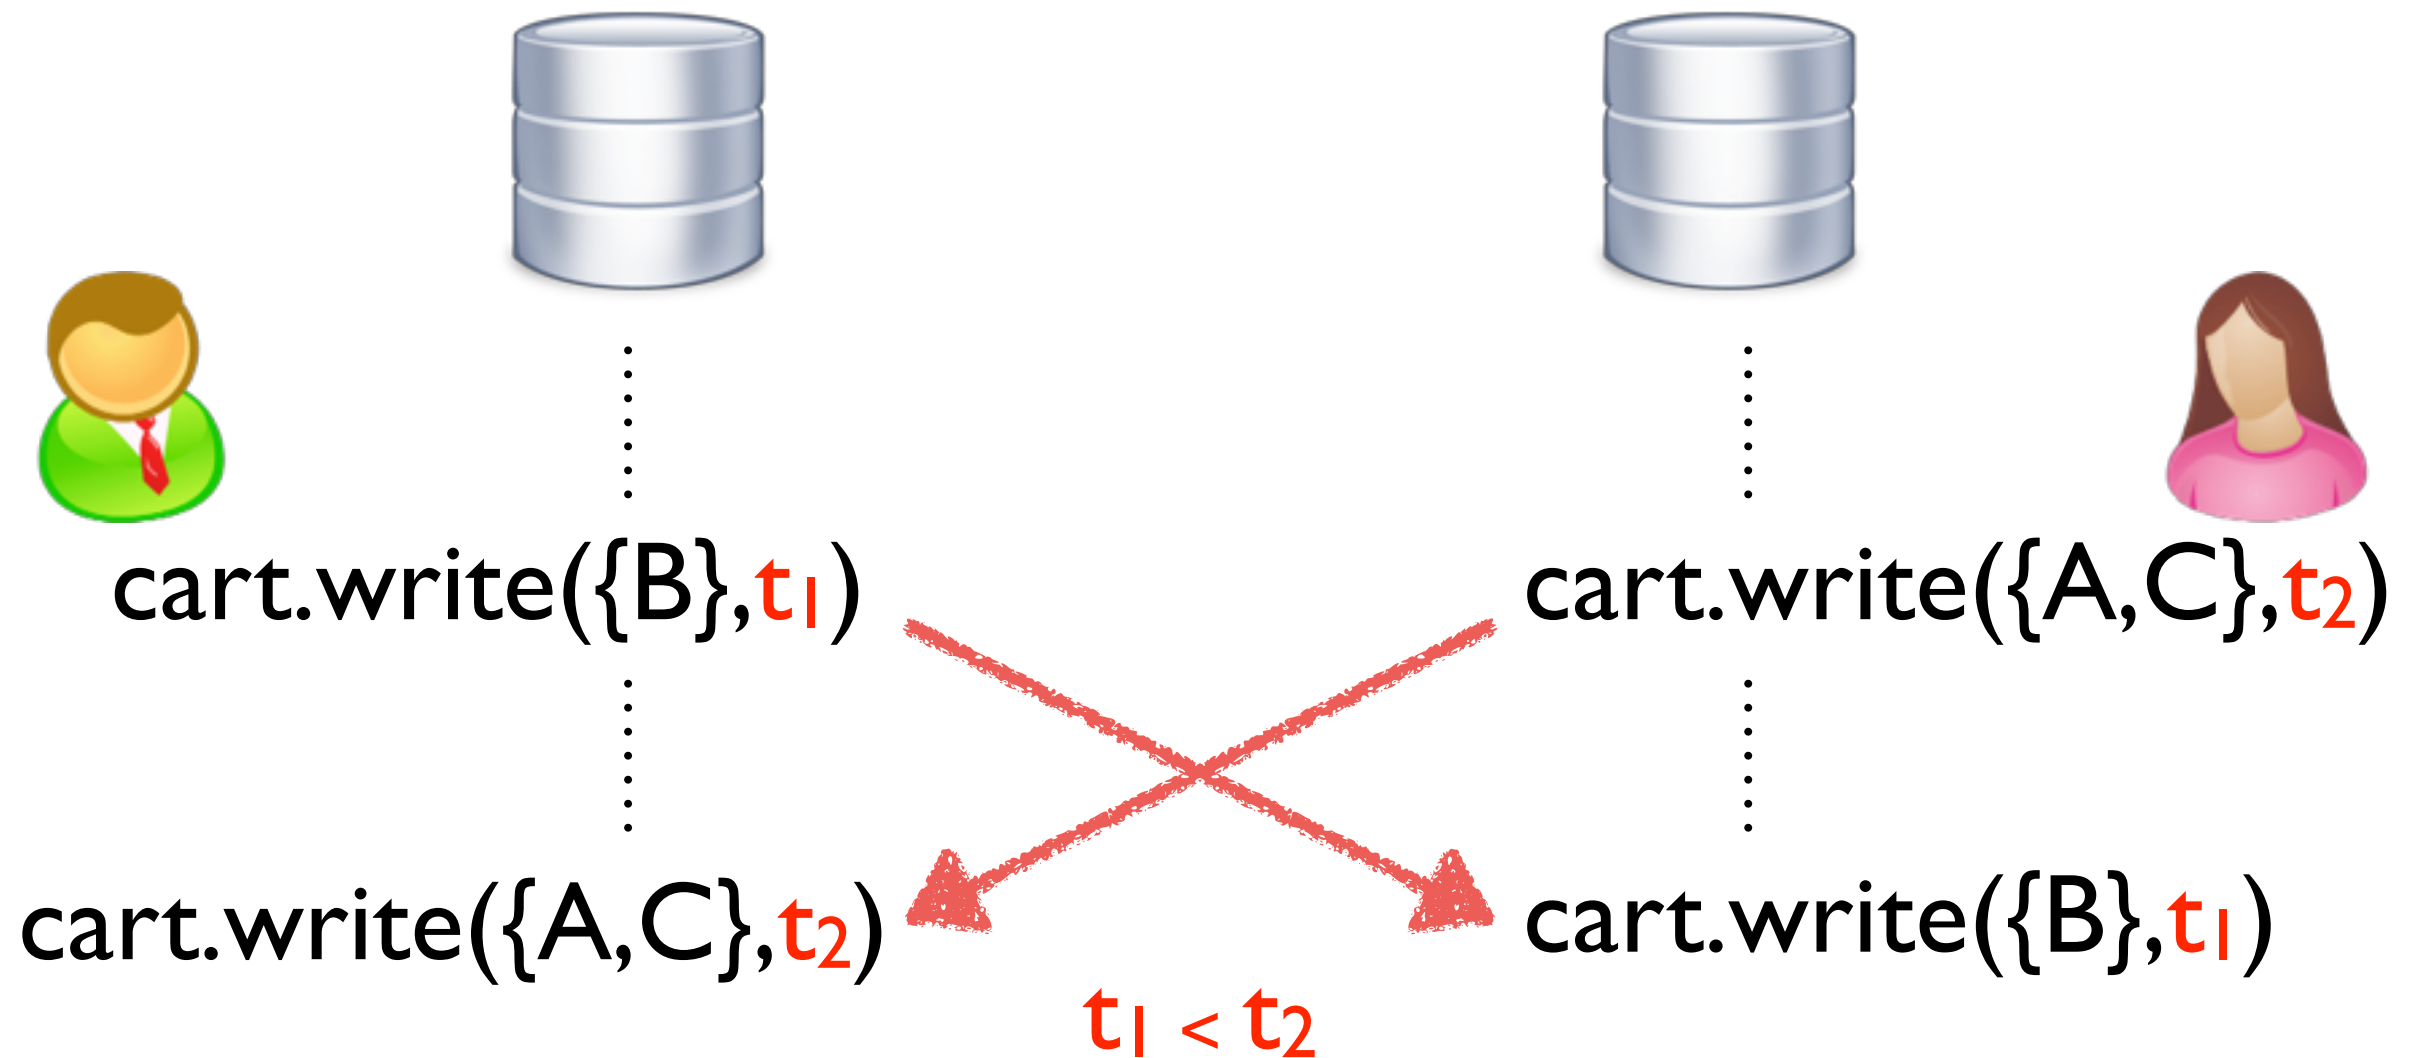 cart.write({B},t1)
cart.write({A,C},t2)
cart.write({A,C},t2)
cart.write({B},t1)
t1 < t2